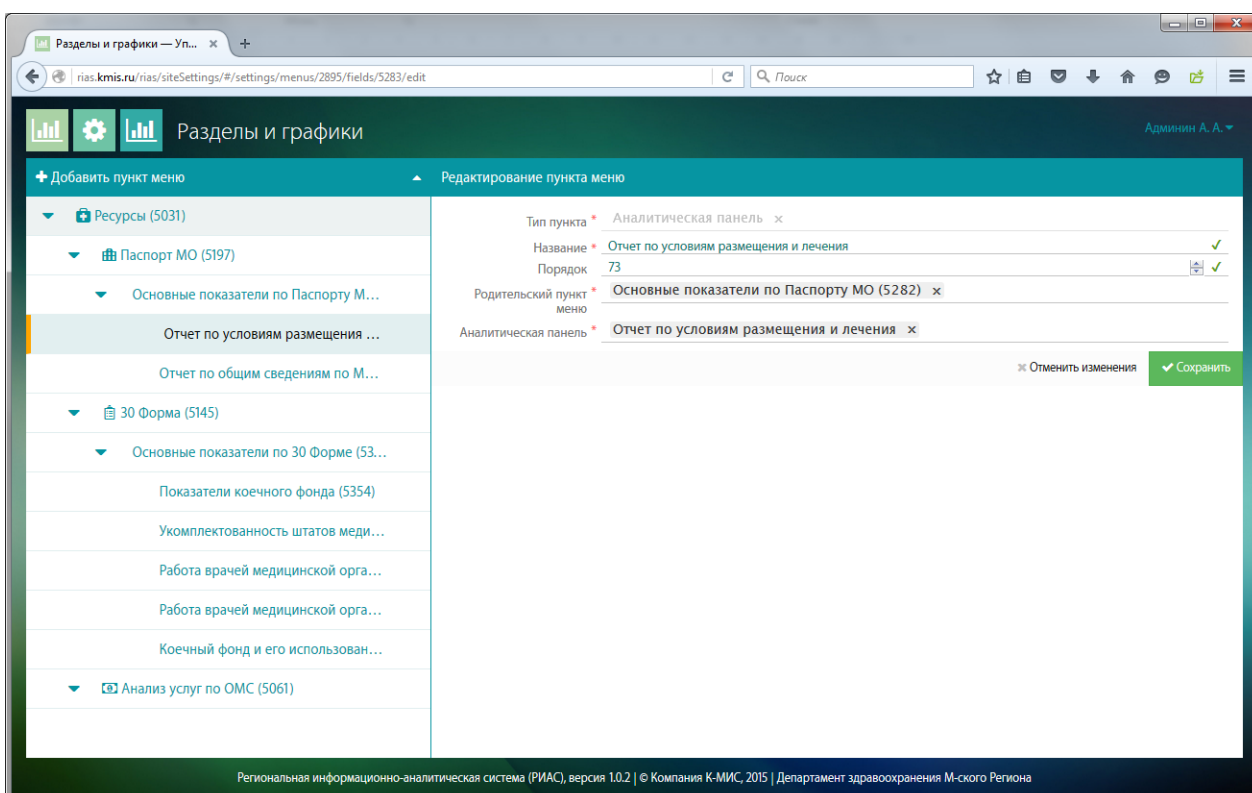 Разделы и графики — Уп...
rias.kmis.ru/rias/siteSettings/#/settings/menus/2895/fields/5283/edit
Поиск
Разделы и графики
Админин А. А.
Добавить пункт меню
Редактирование пункта меню
Ресурсы (5031)
Паспорт МО (5197)
Основные показатели по Паспорту М...
Отчет по условиям размещения ...
Отчет по общим сведениям по М...
30 Форма (5145)
Основные показатели по 30 Форме (53...
Показатели коечного фонда (5354)
Укомплектованность штатов меди...
Работа врачей медицинской орга...
Работа врачей медицинской орга...
Коечный фонд и его использован...
Анализ услуг по ОМС (5061)
Тип пункта * Аналитическая панель ×
Название * Отчет по условиям размещения и лечения
Порядок 73
Родительский пункт меню * Основные показатели по Паспорту МО (5282) ×
Аналитическая панель * Отчет по условиям размещения и лечения ×
Отменить изменения
Сохранить
Региональная информационно-аналитическая система (РИАС), версия 1.0.2 | © Компания К-МИС, 2015 | Департамент здравоохранения М-ского Региона